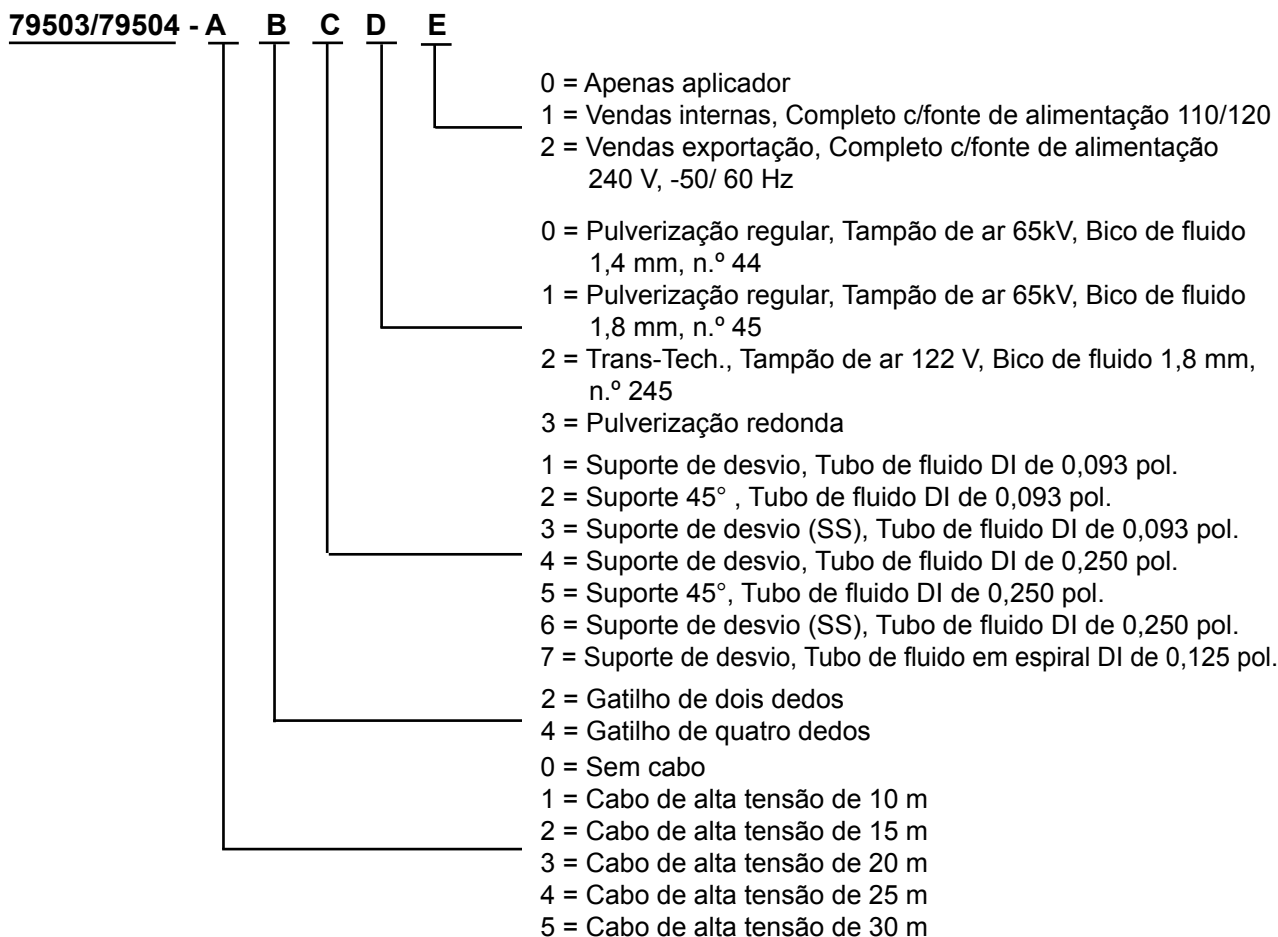 79503/79504 - A B C D E
0 = Apenas aplicador
1 = Vendas internas, Completo c/fonte de alimentação 110/120
2 = Vendas exportação, Completo c/fonte de alimentação
240 V, -50/ 60 Hz
0 = Pulverização regular, Tampão de ar 65kV, Bico de fluido
1,4 mm, n.º 44
1 = Pulverização regular, Tampão de ar 65kV, Bico de fluido
1,8 mm, n.º 45
2 = Trans-Tech., Tampão de ar 122 V, Bico de fluido 1,8 mm,
n.º 245
3 = Pulverização redonda
1 = Suporte de desvio, Tubo de fluido DI de 0,093 pol.
2 = Suporte 45° , Tubo de fluido DI de 0,093 pol.
3 = Suporte de desvio (SS), Tubo de fluido DI de 0,093 pol.
4 = Suporte de desvio, Tubo de fluido DI de 0,250 pol.
5 = Suporte 45°, Tubo de fluido DI de 0,250 pol.
6 = Suporte de desvio (SS), Tubo de fluido DI de 0,250 pol.
7 = Suporte de desvio, Tubo de fluido em espiral DI de 0,125 pol.
2 = Gatilho de dois dedos
4 = Gatilho de quatro dedos
0 = Sem cabo
1 = Cabo de alta tensão de 10 m
2 = Cabo de alta tensão de 15 m
3 = Cabo de alta tensão de 20 m
4 = Cabo de alta tensão de 25 m
5 = Cabo de alta tensão de 30 m